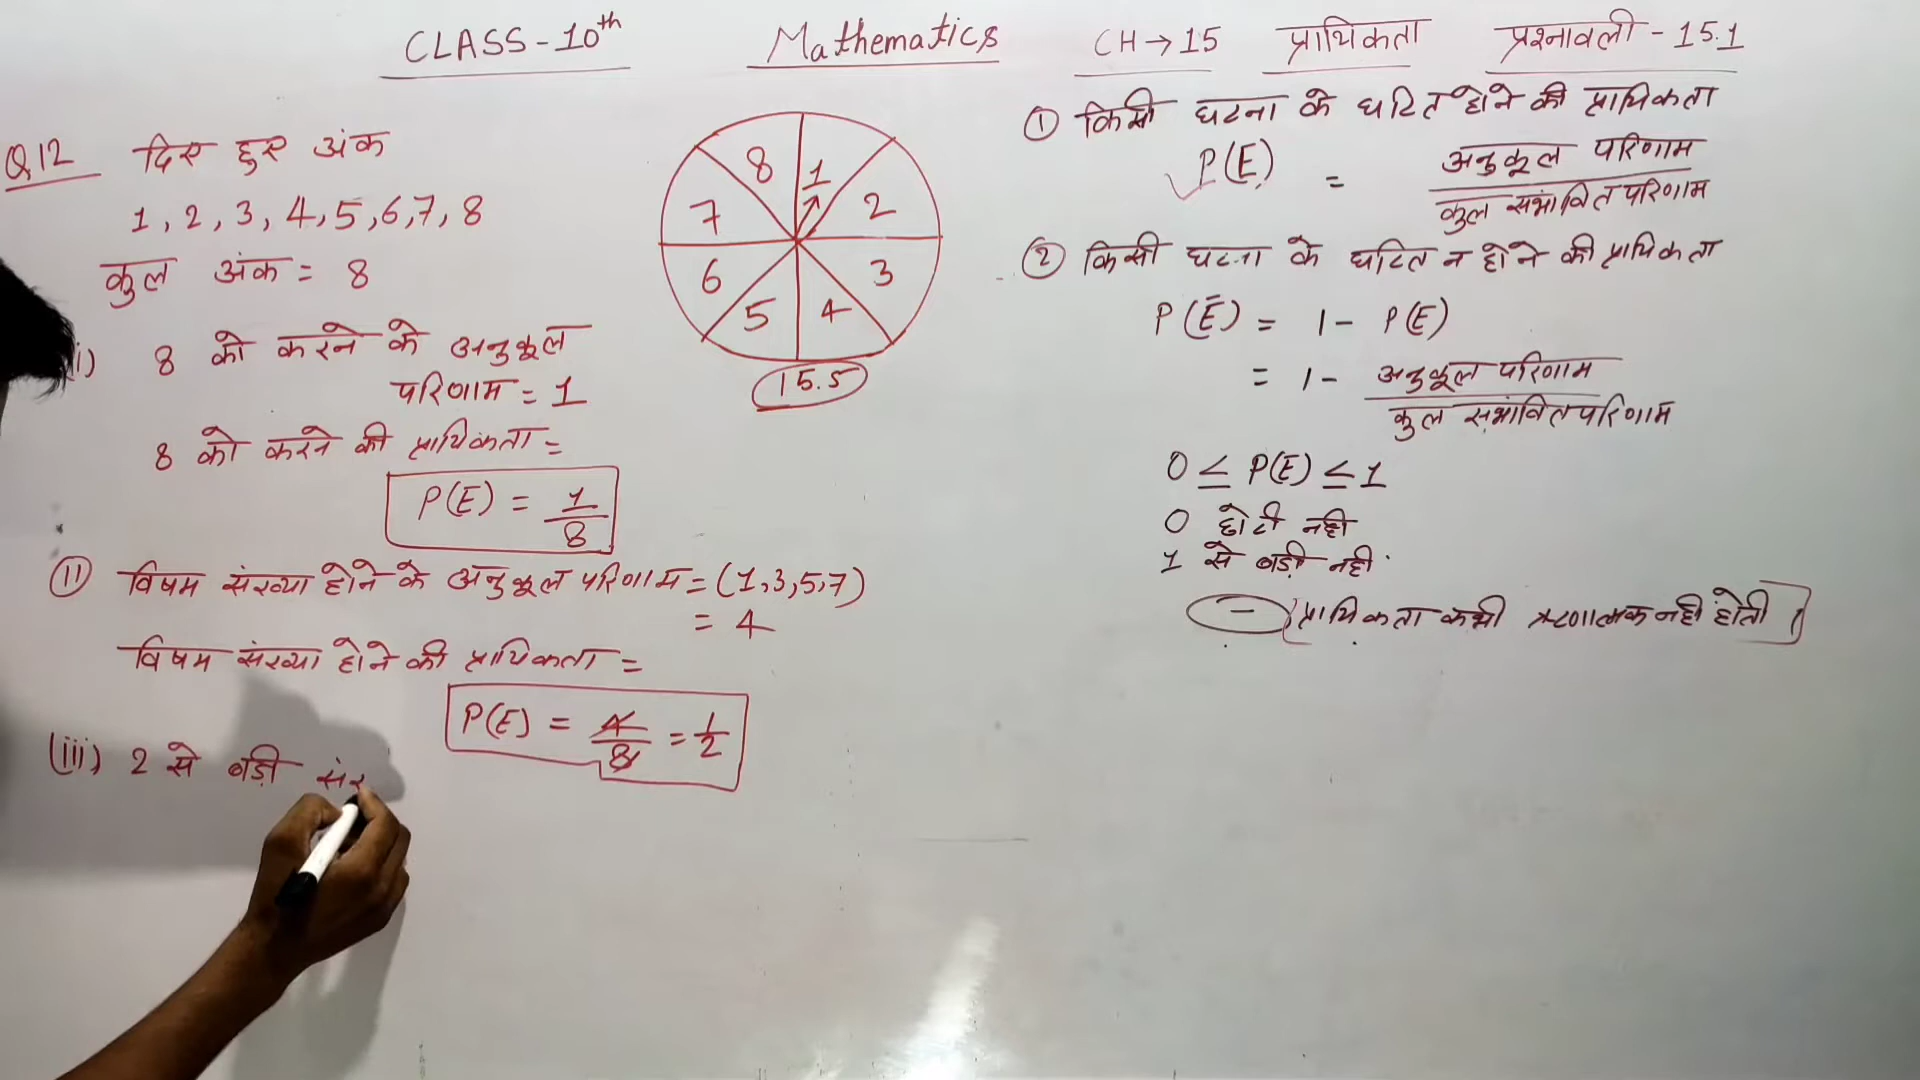 CLASS-10th Mathematics CH→15 प्रायिकता प्रश्नावली-15.1
Q12 दिए हुए अंक
1, 2, 3, 4, 5, 6, 7, 8
कुल अंक = 8
(i) 8 को करने के अनुकूल
परिणाम = 1
8 को करने की प्रायिकता =
P(E) = 1/8
(ii) विषम संख्या होने के अनुकूल परिणाम = (1,3,5,7)
= 4
विषम संख्या होने की प्रायिकता =
P(E) = 4/8 = 1/2
(iii) 2 से बड़ी
8 1
7 2
6 3
5 4
15.5
① किसी घटना के घटित होने की प्रायिकता
P(E) = अनुकूल परिणाम
कुल संभावित परिणाम
② किसी घटना के घटित न होने की प्रायिकता
P(Ē) = 1 - P(E)
= 1 - अनुकूल परिणाम
कुल संभावित परिणाम
0 ≤ P(E) ≤ 1
0 छोटी नही
1 से बड़ी नही
- प्रायिकता कभी ऋणात्मक नही होती।